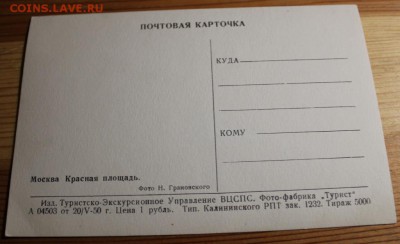 COINS.LAVE.RU
ПОЧТОВАЯ КАРТОЧКА
КУДА
КОМУ
Москва Красная площадь.
Фото Н. Грановского
Изд. Туристско-Экскурсионное Управление ВЦСПС. Фото-фабрика „Турист"
А 04503 от 20/V-50 г. Цена 1 рубль. Тип. Калининского РПТ зак. 1232. Тираж 5000